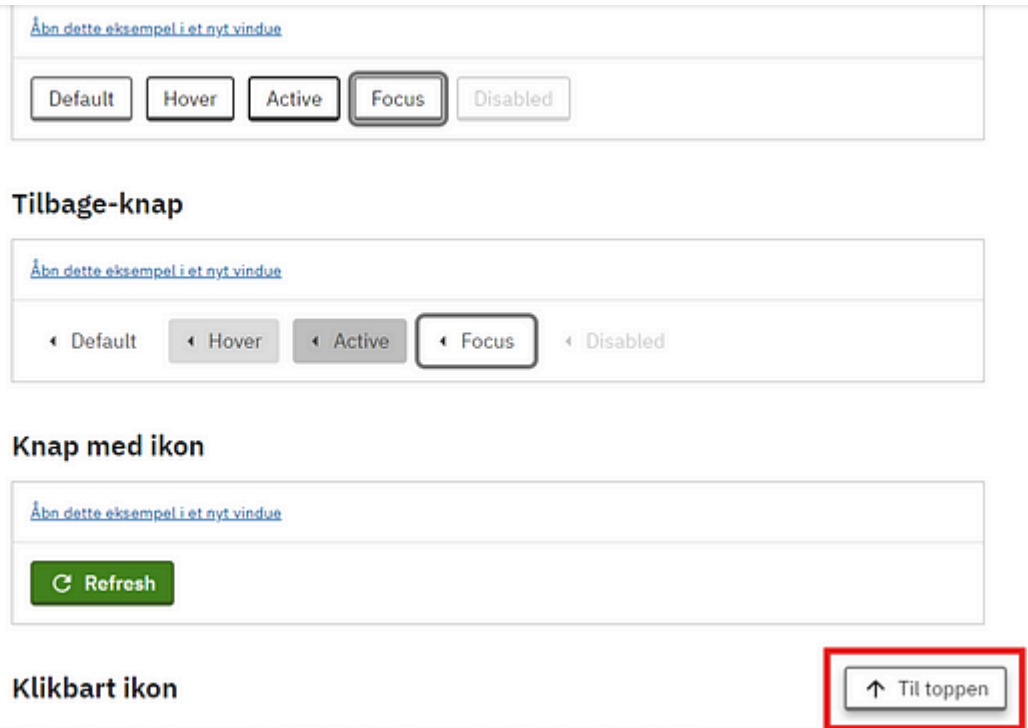 Åbn dette eksempel i et nyt vindue
Default Hover Active Focus Disabled
Tilbage-knap
Åbn dette eksempel i et nyt vindue
Default Hover Active Focus Disabled
Knap med ikon
Åbn dette eksempel i et nyt vindue
Refresh
Klikbart ikon
Til toppen